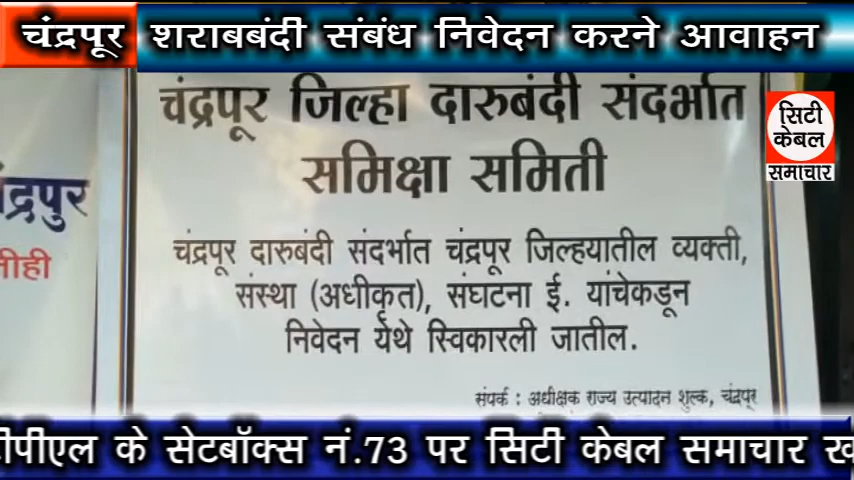 चंद्रपूर् शराबबंदी संबंध निवेदन करने आवाहन
चंद्रपूर जिल्हा दारुबंदी संदर्भात
समिक्षा समिती
सिटी
केबल
समाचार
ंद्रपुर
ीही
चंद्रपूर दारुबंदी संदर्भात चंद्रपूर जिल्हयातील व्यक्ती,
संस्था (अधीकृत), संघटना ई. यांचेकडून
निवेदन येथे स्विकारली जातील.
संपर्क : अधीक्षक राज्य उत्पादन शुल्क, चंद्रपूर
टीपीएल के सेटबॉक्स नं.73 पर सिटी केबल समाचार